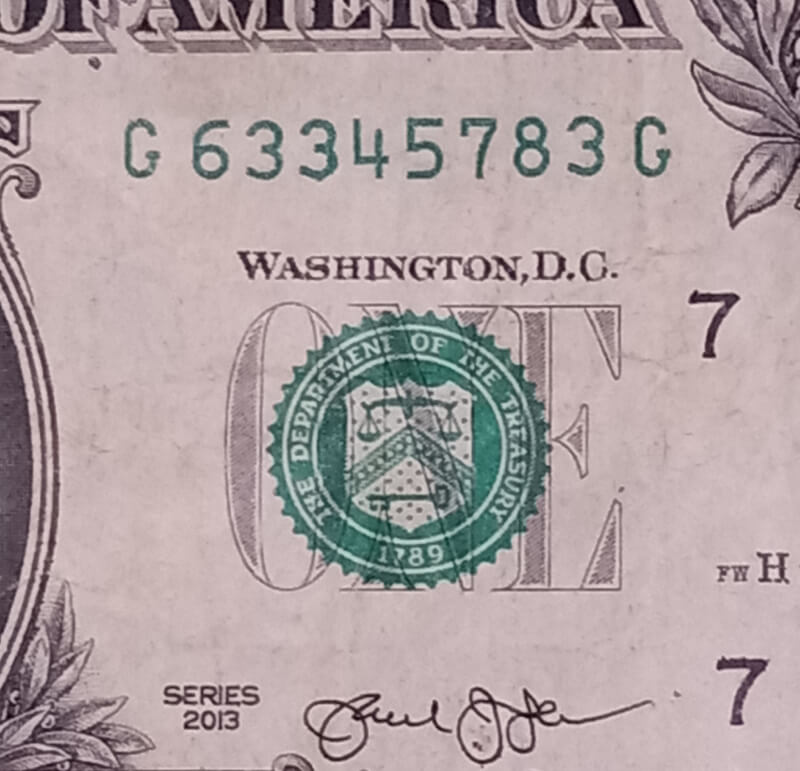 OF AMERICA
G 63345783 G
WASHINGTON, D.C.
7
ONE
THE DEPARTMENT OF THE TREASURY
1789
FW H
SERIES
2013
7